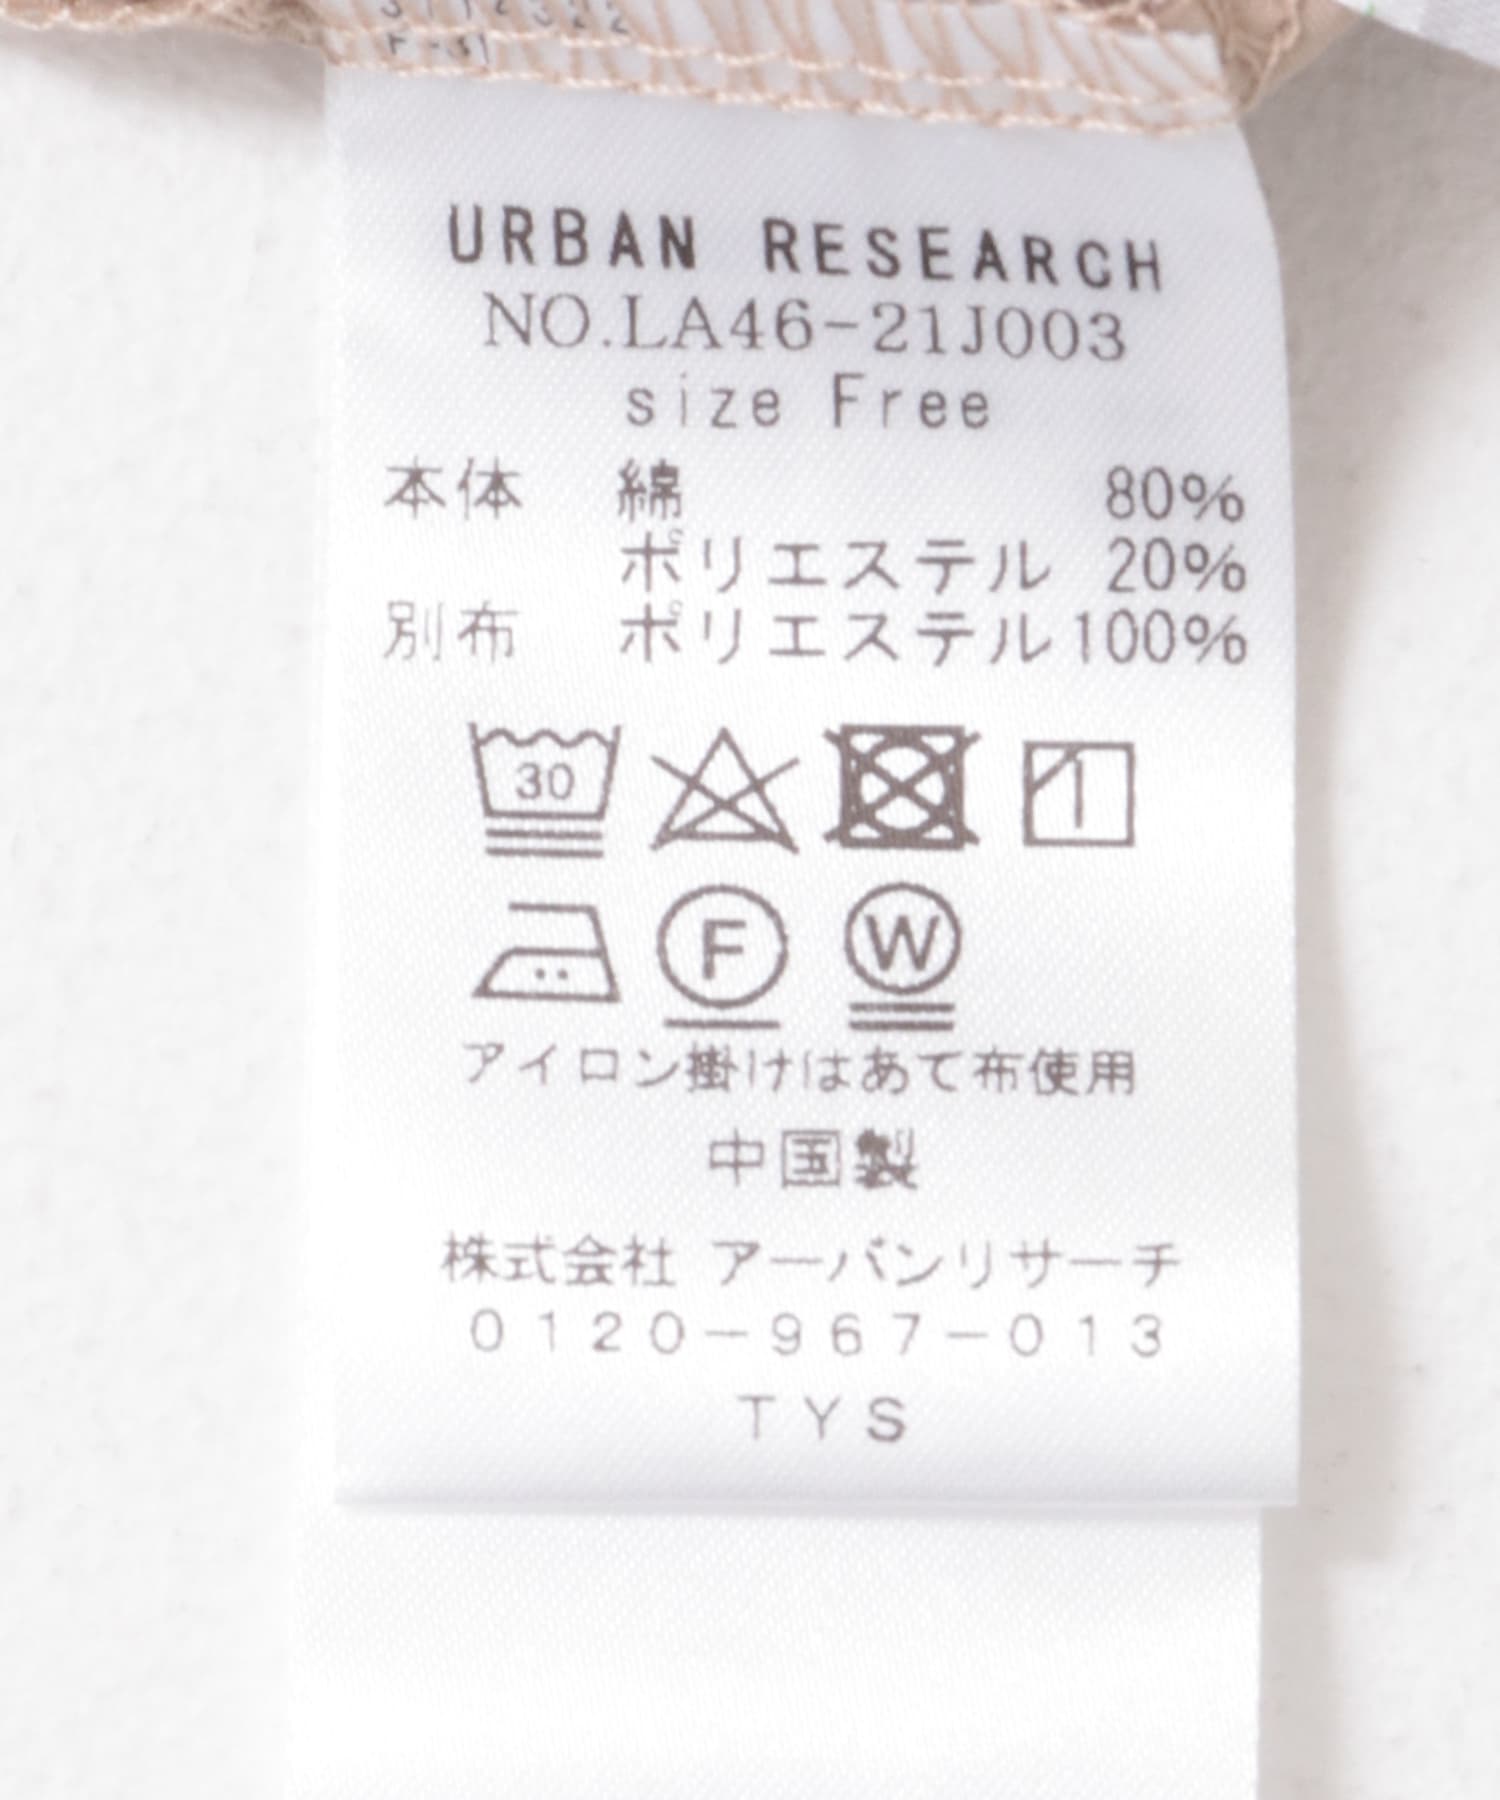 URBAN RESEARCH
NO.LA46-21J003
size Free
本体 綿 80%
ポリエステル 20%
別布 ポリエステル100%
30
F W
アイロン掛けはあて布使用
中国製
株式会社 アーバンリサーチ
0120-967-013
TYS